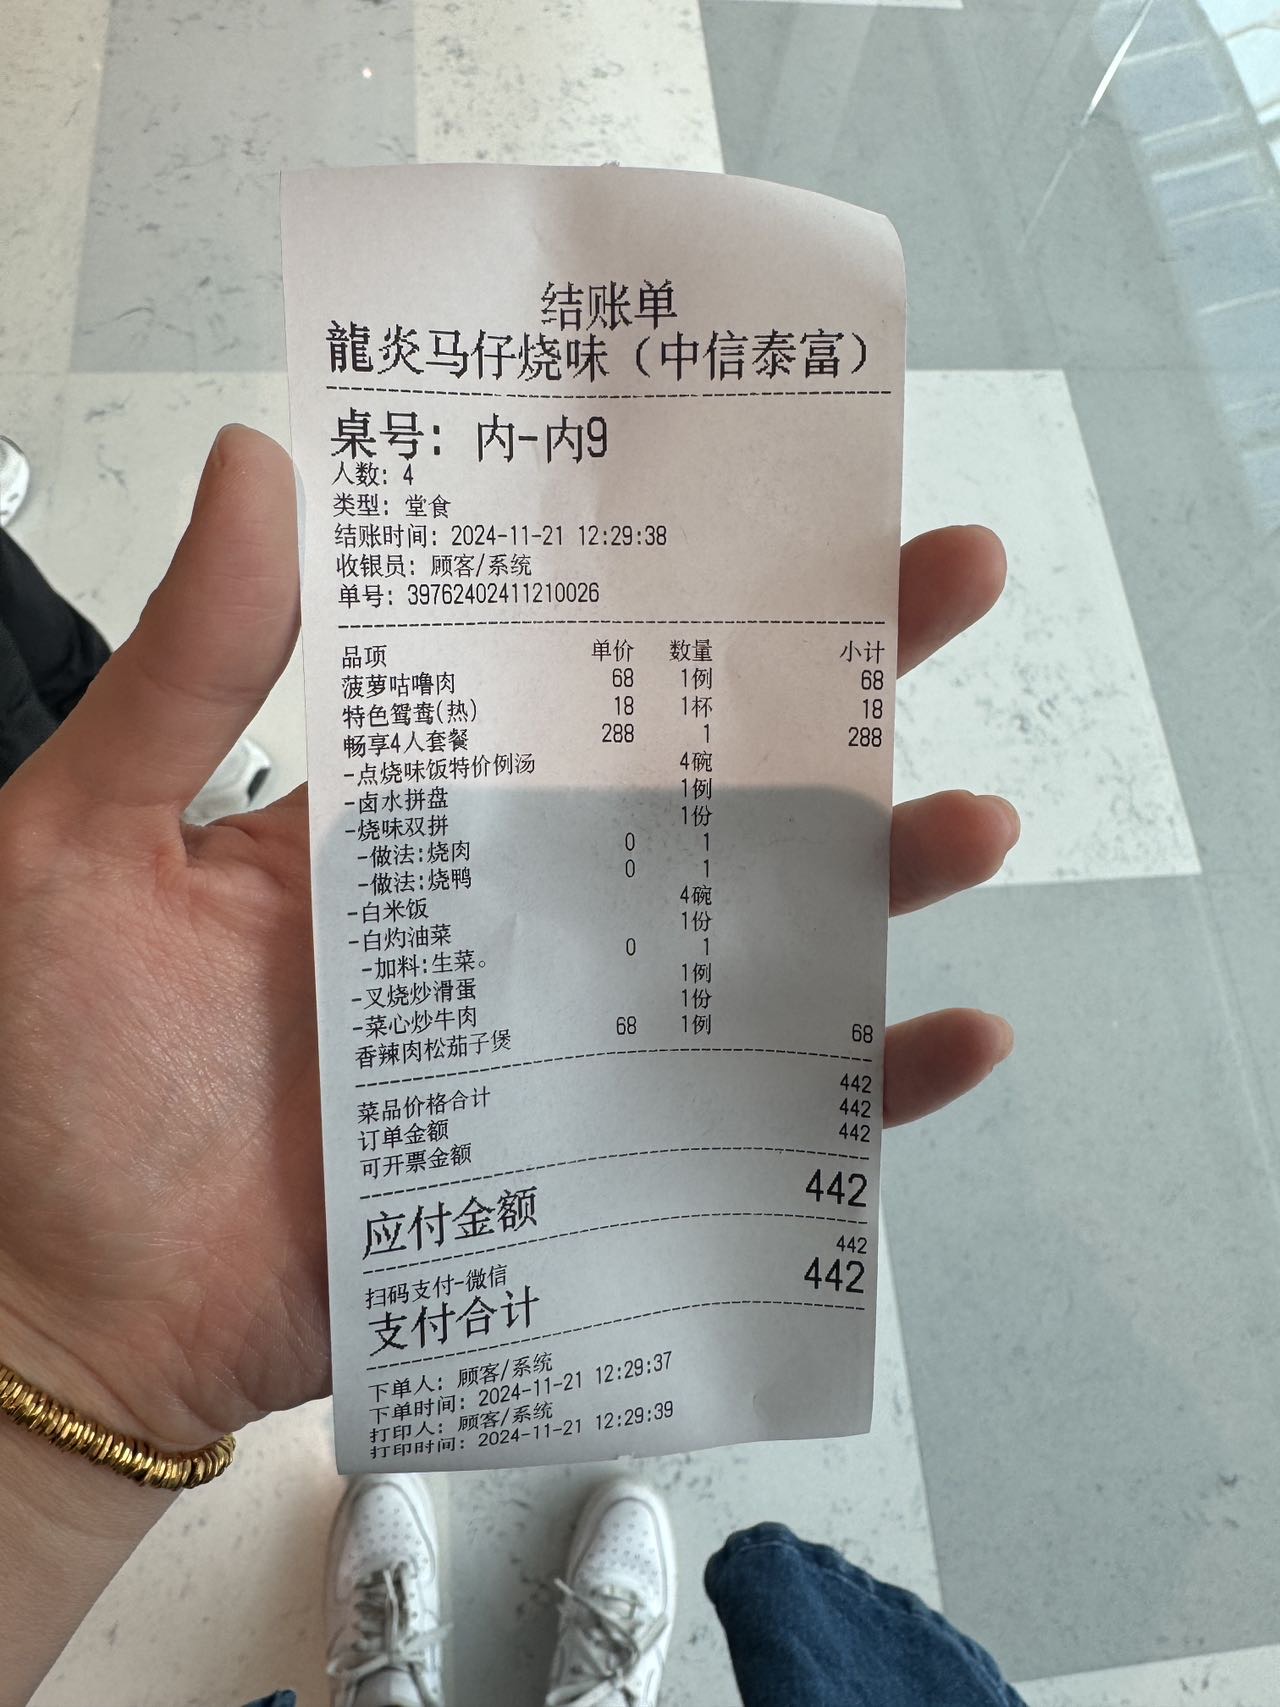 结账单
龍炎马仔烧味（中信泰富）
桌号: 内-内9
人数: 4
类型: 堂食
结账时间: 2024-11-21 12:29:38
收银员: 顾客/系统
单号: 39762402411210026
品项 单价 数量 小计
菠萝咕噜肉 68 1例 68
特色鸳鸯(热) 18 1杯 18
畅享4人套餐 288 1 288
-点烧味饭特价例汤 4碗
-卤水拼盘 1例
-烧味双拼 1份
-做法:烧肉 0 1
-做法:烧鸭 0 1
-白米饭 4碗
-白灼油菜 1份
-加料:生菜。 0 1
-叉烧炒滑蛋 1例
-菜心炒牛肉 1份
香辣肉松茄子煲 68 1例 68
菜品价格合计 442
订单金额 442
可开票金额 442
应付金额 442
扫码支付-微信 442
支付合计 442
下单人: 顾客/系统
下单时间: 2024-11-21 12:29:37
打印人: 顾客/系统
打印时间: 2024-11-21 12:29:39